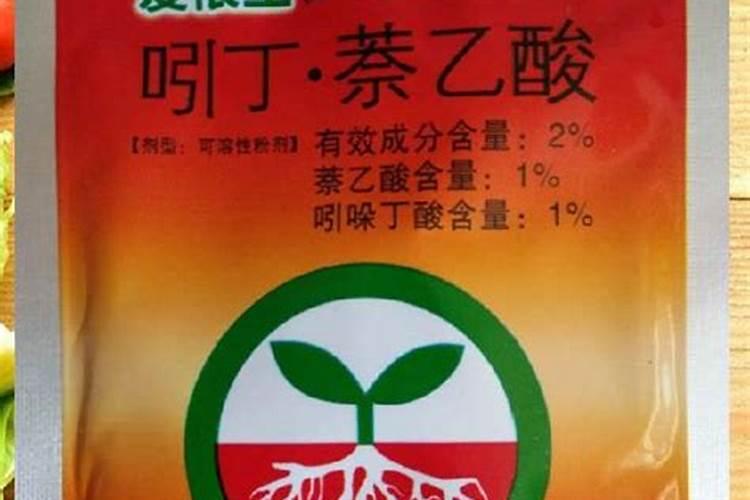 吲丁·萘乙酸
【剂型：可溶性粉剂】 有效成分含量：2%
萘乙酸含量：1%
吲哚丁酸含量：1%